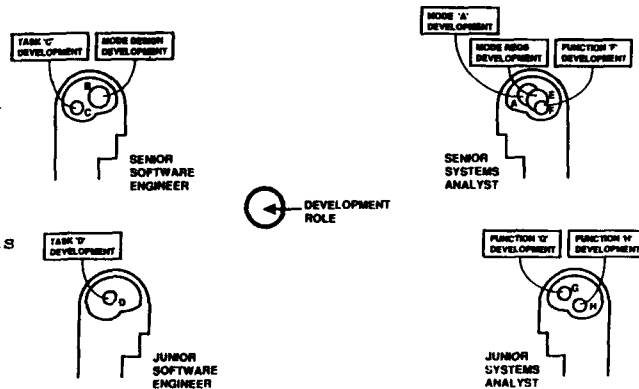 MODE 'A'
DEVELOPMENT
TASK 'C'
DEVELOPMENT
MODE DESIGN
DEVELOPMENT
MODE REQS
DEVELOPMENT
FUNCTION 'F'
DEVELOPMENT
B
C
A
E
F
SENIOR
SOFTWARE
ENGINEER
SENIOR
SYSTEMS
ANALYST
DEVELOPMENT
ROLE
s
TASK 'D'
DEVELOPMENT
FUNCTION 'G'
DEVELOPMENT
FUNCTION 'H'
DEVELOPMENT
D
G
H
JUNIOR
SOFTWARE
ENGINEER
JUNIOR
SYSTEMS
ANALYST